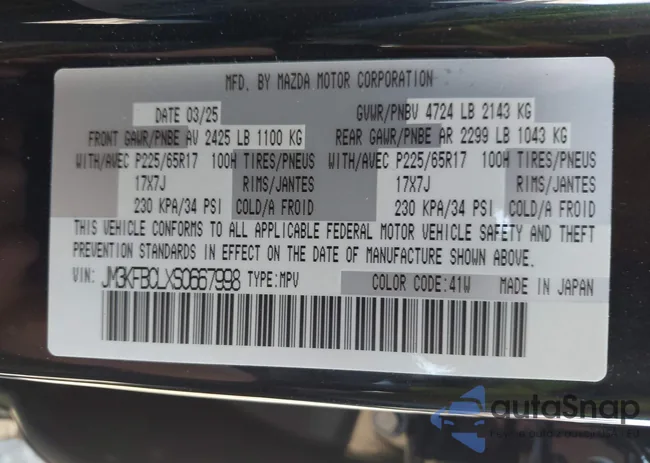 MFD. BY MAZDA MOTOR CORPORATION
DATE 03/25 GVWR/PNBV 4724 LB 2143 KG
FRONT GAWR/PNBE AV 2425 LB 1100 KG REAR GAWR/PNBE AR 2299 LB 1043 KG
WITH/AVEC P225/65R17 100H TIRES/PNEUS WITH/AVEC P225/65R17 100H TIRES/PNEUS
17X7J RIMS/JANTES 17X7J RIMS/JANTES
230 KPA/34 PSI COLD/A FROID 230 KPA/34 PSI COLD/A FROID
THIS VEHICLE CONFORMS TO ALL APPLICABLE FEDERAL MOTOR VEHICLE SAFETY AND THEFT
PREVENTION STANDARDS IN EFFECT ON THE DATE OF MANUFACTURE SHOWN ABOVE.
VIN: JM3KFBCLXS0667998 TYPE:MPV COLOR CODE:41W MADE IN JAPAN
autoSnap